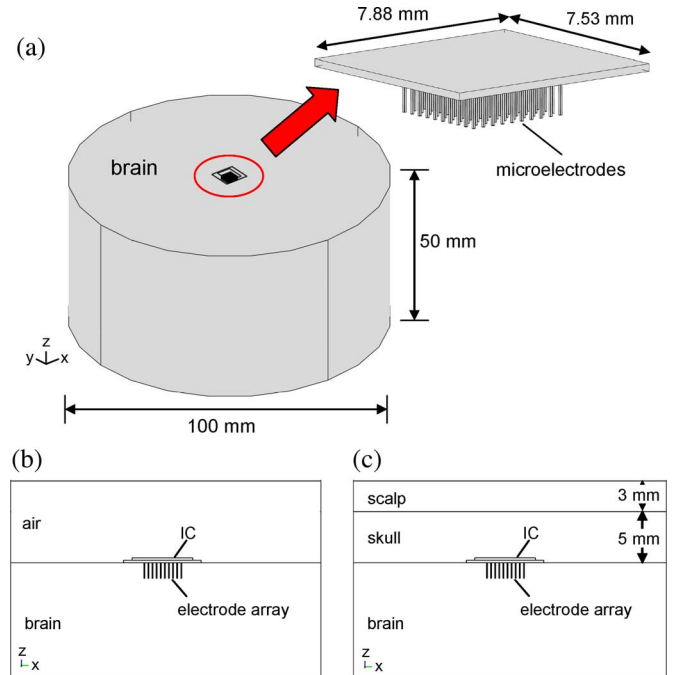 (a)
7.88 mm
7.53 mm
brain
microelectrodes
50 mm
z
y
x
100 mm
(b)
air
IC
electrode array
brain
z
x
(c)
scalp
3 mm
skull
IC
5 mm
electrode array
brain
z
x